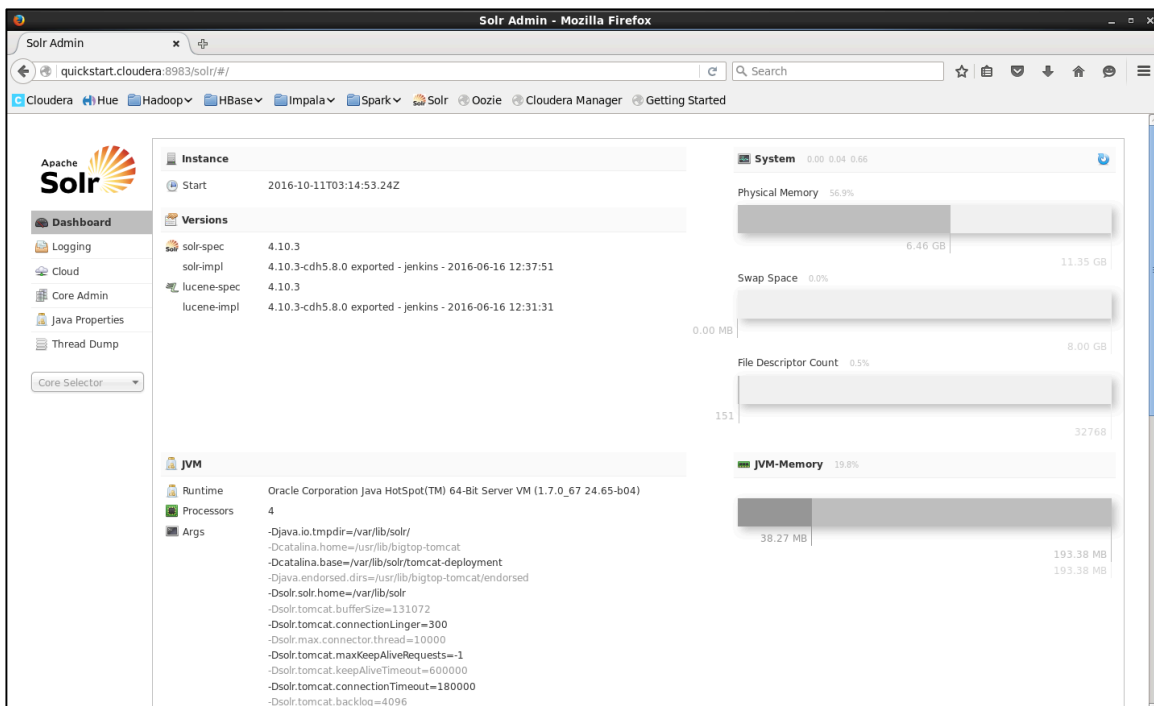 Solr Admin - Mozilla Firefox
Solr Admin
quickstart.cloudera:8983/solr/#/
Search
Cloudera Hue Hadoop HBase Impala Spark Solr Oozie Cloudera Manager Getting Started
Apache
Solr
Dashboard
Logging
Cloud
Core Admin
Java Properties
Thread Dump
Core Selector
Instance
Start 2016-10-11T03:14:53.24Z
Versions
solr-spec 4.10.3
solr-impl 4.10.3-cdh5.8.0 exported - jenkins - 2016-06-16 12:37:51
lucene-spec 4.10.3
lucene-impl 4.10.3-cdh5.8.0 exported - jenkins - 2016-06-16 12:31:31
JVM
Runtime Oracle Corporation Java HotSpot(TM) 64-Bit Server VM (1.7.0_67 24.65-b04)
Processors 4
Args -Djava.io.tmpdir=/var/lib/solr/
-Dcatalina.home=/usr/lib/bigtop-tomcat
-Dcatalina.base=/var/lib/solr/tomcat-deployment
-Djava.endorsed.dirs=/usr/lib/bigtop-tomcat/endorsed
-Dsolr.solr.home=/var/lib/solr
-Dsolr.tomcat.bufferSize=131072
-Dsolr.tomcat.connectionLinger=300
-Dsolr.max.connector.thread=10000
-Dsolr.tomcat.maxKeepAliveRequests=-1
-Dsolr.tomcat.keepAliveTimeout=600000
-Dsolr.tomcat.connectionTimeout=180000
-Dsolr.tomcat.backlog=4096
System 0.00 0.04 0.66
Physical Memory 56.9%
6.46 GB
11.35 GB
Swap Space 0.0%
0.00 MB
8.00 GB
File Descriptor Count 0.5%
151
32768
JVM-Memory 19.8%
38.27 MB
193.38 MB
193.38 MB